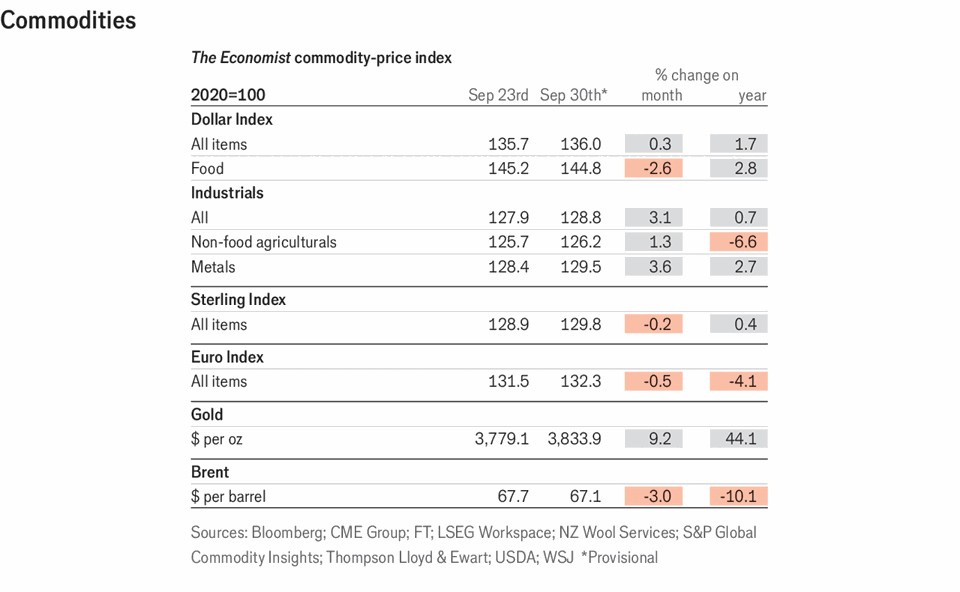 Commodities
The Economist commodity-price index
% change on
2020=100 Sep 23rd Sep 30th* month year
Dollar Index
All items 135.7 136.0 0.3 1.7
Food 145.2 144.8 -2.6 2.8
Industrials
All 127.9 128.8 3.1 0.7
Non-food agriculturals 125.7 126.2 1.3 -6.6
Metals 128.4 129.5 3.6 2.7
Sterling Index
All items 128.9 129.8 -0.2 0.4
Euro Index
All items 131.5 132.3 -0.5 -4.1
Gold
$ per oz 3,779.1 3,833.9 9.2 44.1
Brent
$ per barrel 67.7 67.1 -3.0 -10.1
Sources: Bloomberg; CME Group; FT; LSEG Workspace; NZ Wool Services; S&P Global
Commodity Insights; Thompson Lloyd & Ewart; USDA; WSJ *Provisional